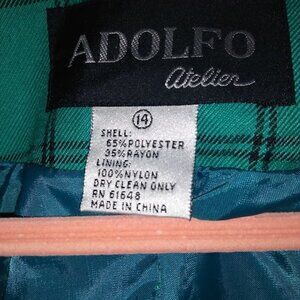 ADOLFO
atelier
14
SHELL:
65%POLYESTER
35%RAYON
LINING:
100%NYLON
DRY CLEAN ONLY
RN 61648
MADE IN CHINA